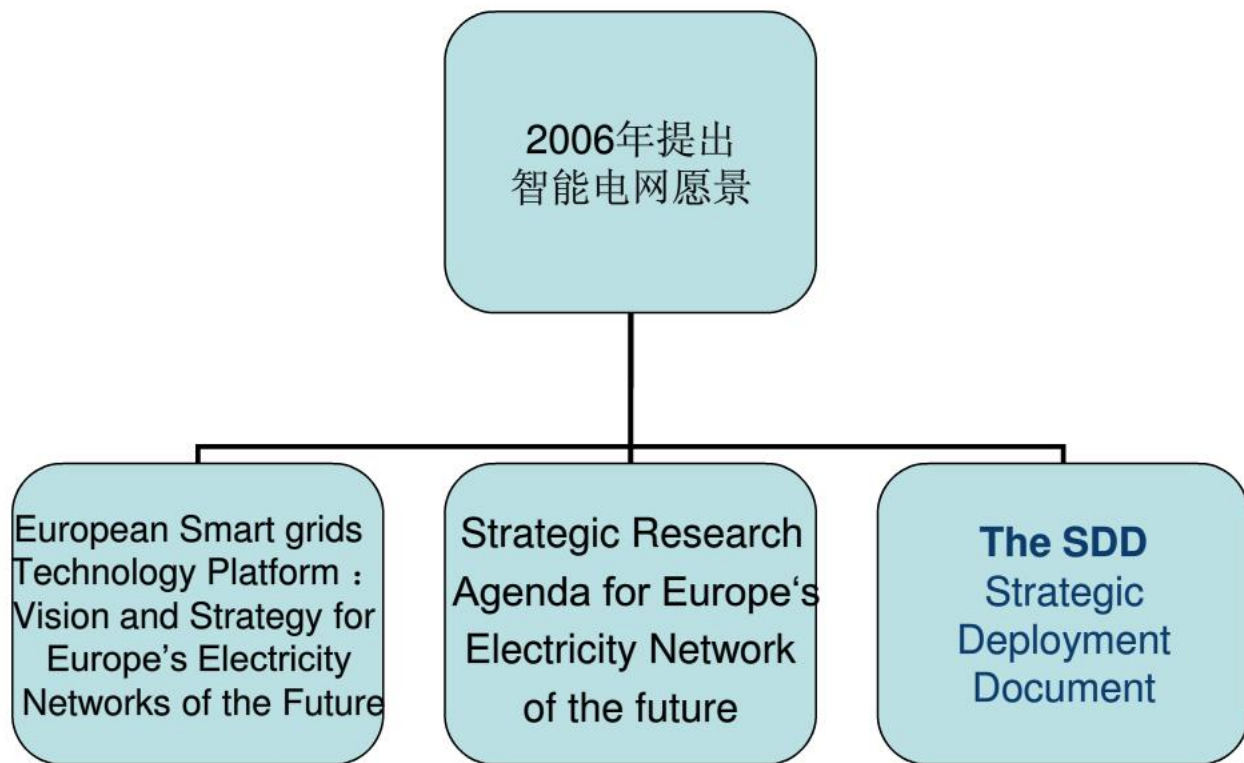 2006年提出
智能电网愿景
European Smart grids
Technology Platform：
Vision and Strategy for
Europe’s Electricity
Networks of the Future
Strategic Research
Agenda for Europe‘s
Electricity Network
of the future
The SDD
Strategic
Deployment
Document